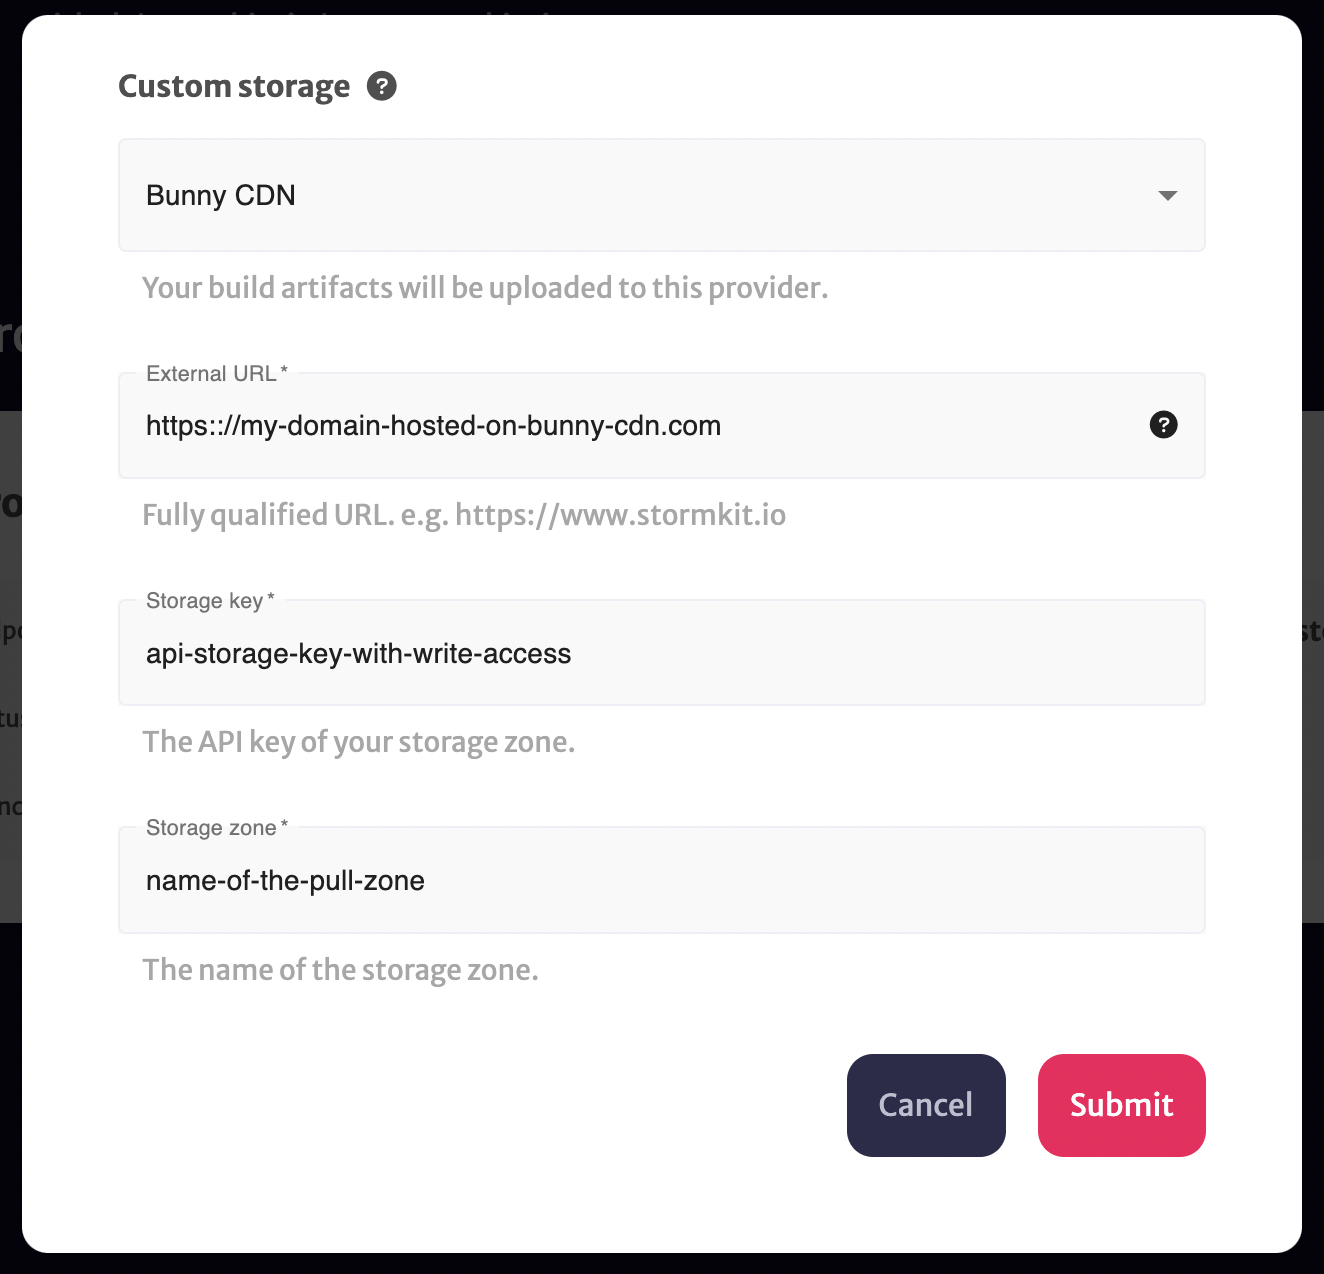 Custom storage ?
Bunny CDN
Your build artifacts will be uploaded to this provider.
External URL *
https:://my-domain-hosted-on-bunny-cdn.com ?
Fully qualified URL. e.g. https://www.stormkit.io
Storage key *
api-storage-key-with-write-access
The API key of your storage zone.
Storage zone *
name-of-the-pull-zone
The name of the storage zone.
Cancel Submit